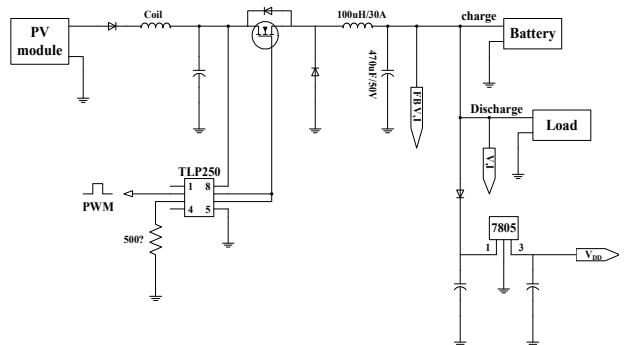 PV
module
Coil
100uH/30A
470uF/50V
charge
Battery
FB V,I
Discharge
Load
V,I
TLP250
1 8
4 5
PWM
500?
7805
1 3
VDD